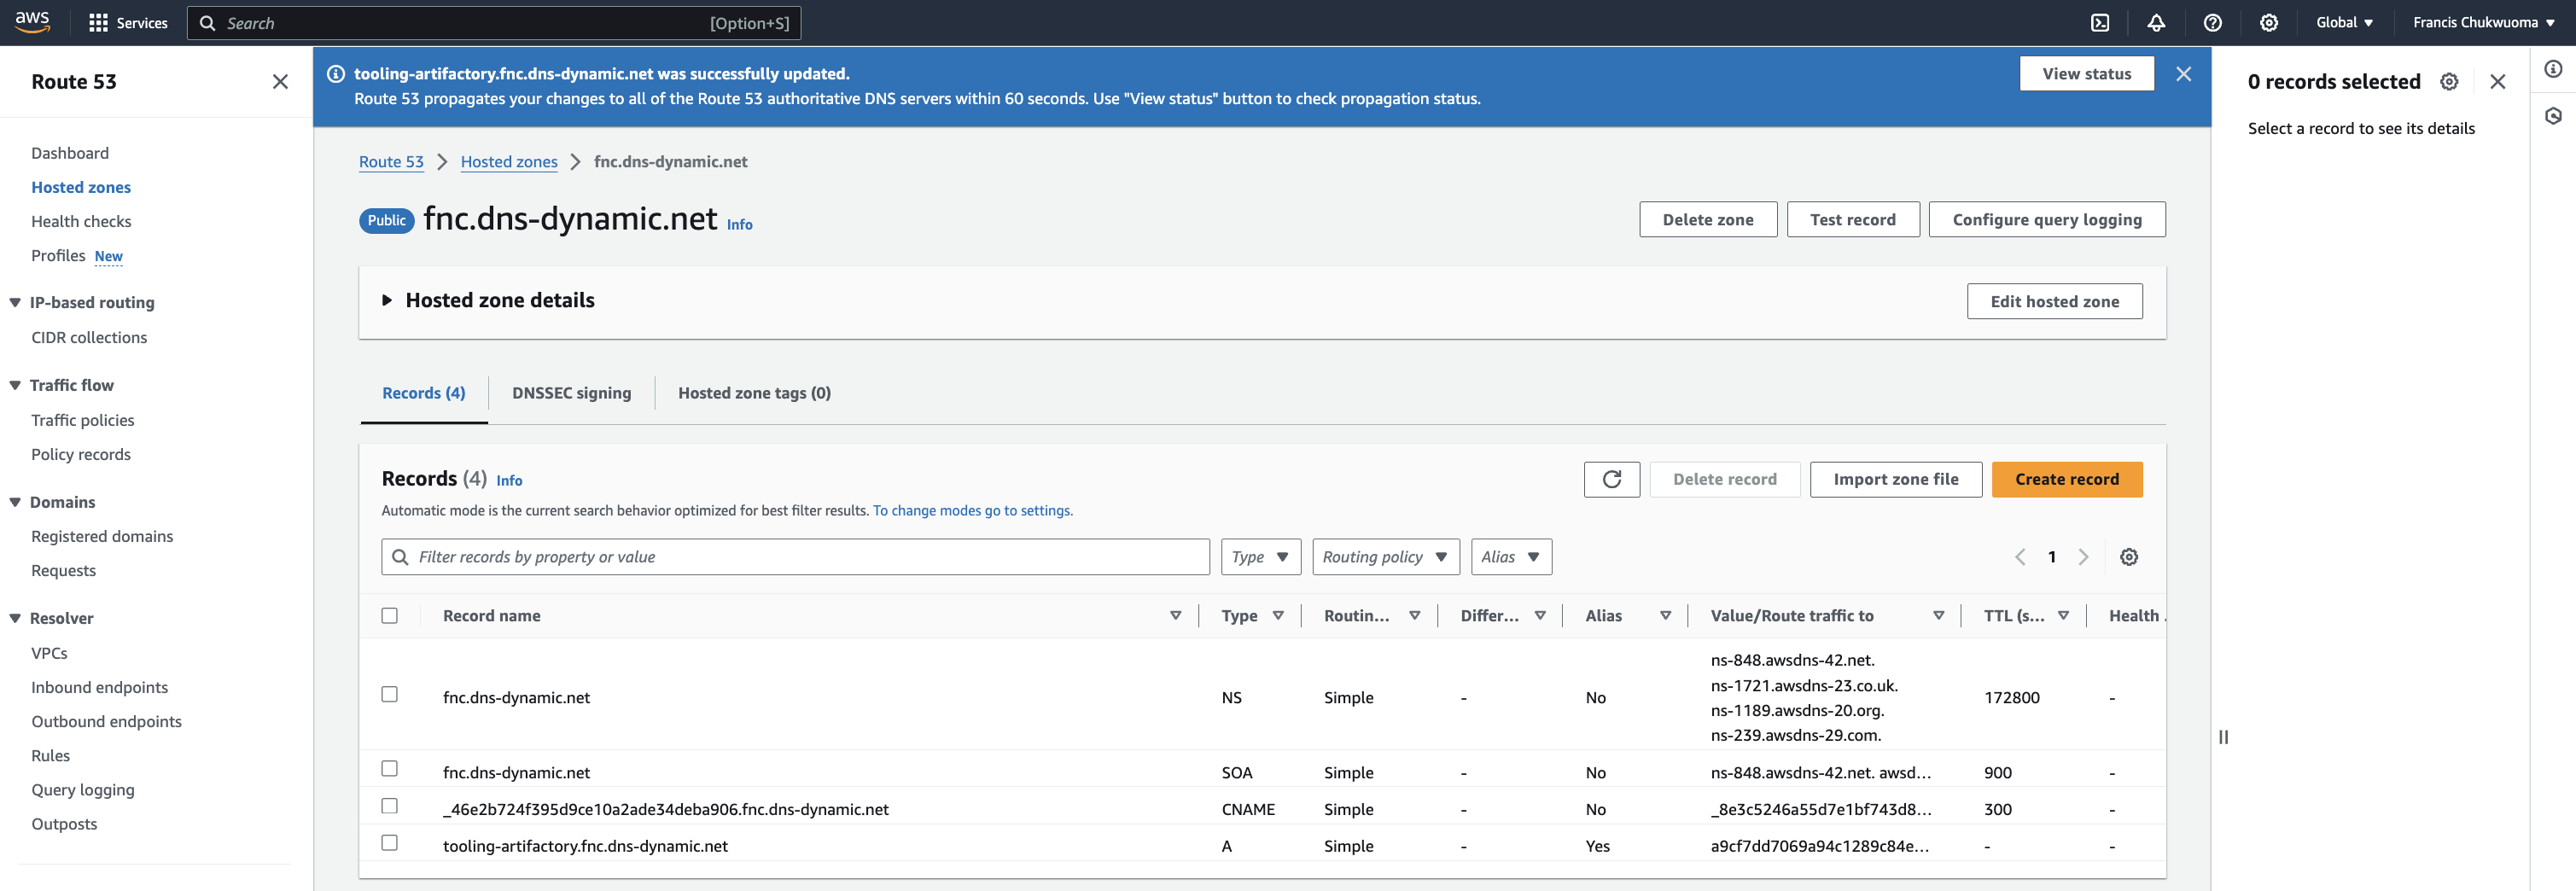 aws
Services
Search
[Option+S]
Global
Francis Chukwuoma
Route 53
Dashboard
Hosted zones
Health checks
Profiles New
IP-based routing
CIDR collections
Traffic flow
Traffic policies
Policy records
Domains
Registered domains
Requests
Resolver
VPCs
Inbound endpoints
Outbound endpoints
Rules
Query logging
Outposts
tooling-artifactory.fnc.dns-dynamic.net was successfully updated.
Route 53 propagates your changes to all of the Route 53 authoritative DNS servers within 60 seconds. Use "View status" button to check propagation status.
View status
Route 53 > Hosted zones > fnc.dns-dynamic.net
Public fnc.dns-dynamic.net Info
Delete zone
Test record
Configure query logging
Hosted zone details
Edit hosted zone
Records (4)
DNSSEC signing
Hosted zone tags (0)
Records (4) Info
Delete record
Import zone file
Create record
Automatic mode is the current search behavior optimized for best filter results. To change modes go to settings.
Filter records by property or value
Type
Routing policy
Alias
1
Record name Type Routin... Differ... Alias Value/Route traffic to TTL (s... Health .
ns-848.awsdns-42.net.
ns-1721.awsdns-23.co.uk.
fnc.dns-dynamic.net NS Simple - No 172800 -
ns-1189.awsdns-20.org.
ns-239.awsdns-29.com.
fnc.dns-dynamic.net SOA Simple - No ns-848.awsdns-42.net. awsd... 900 -
_46e2b724f395d9ce10a2ade34deba906.fnc.dns-dynamic.net CNAME Simple - No _8e3c5246a55d7e1bf743d8... 300 -
tooling-artifactory.fnc.dns-dynamic.net A Simple - Yes a9cf7dd7069a94c1289c84e... - -
0 records selected
Select a record to see its details